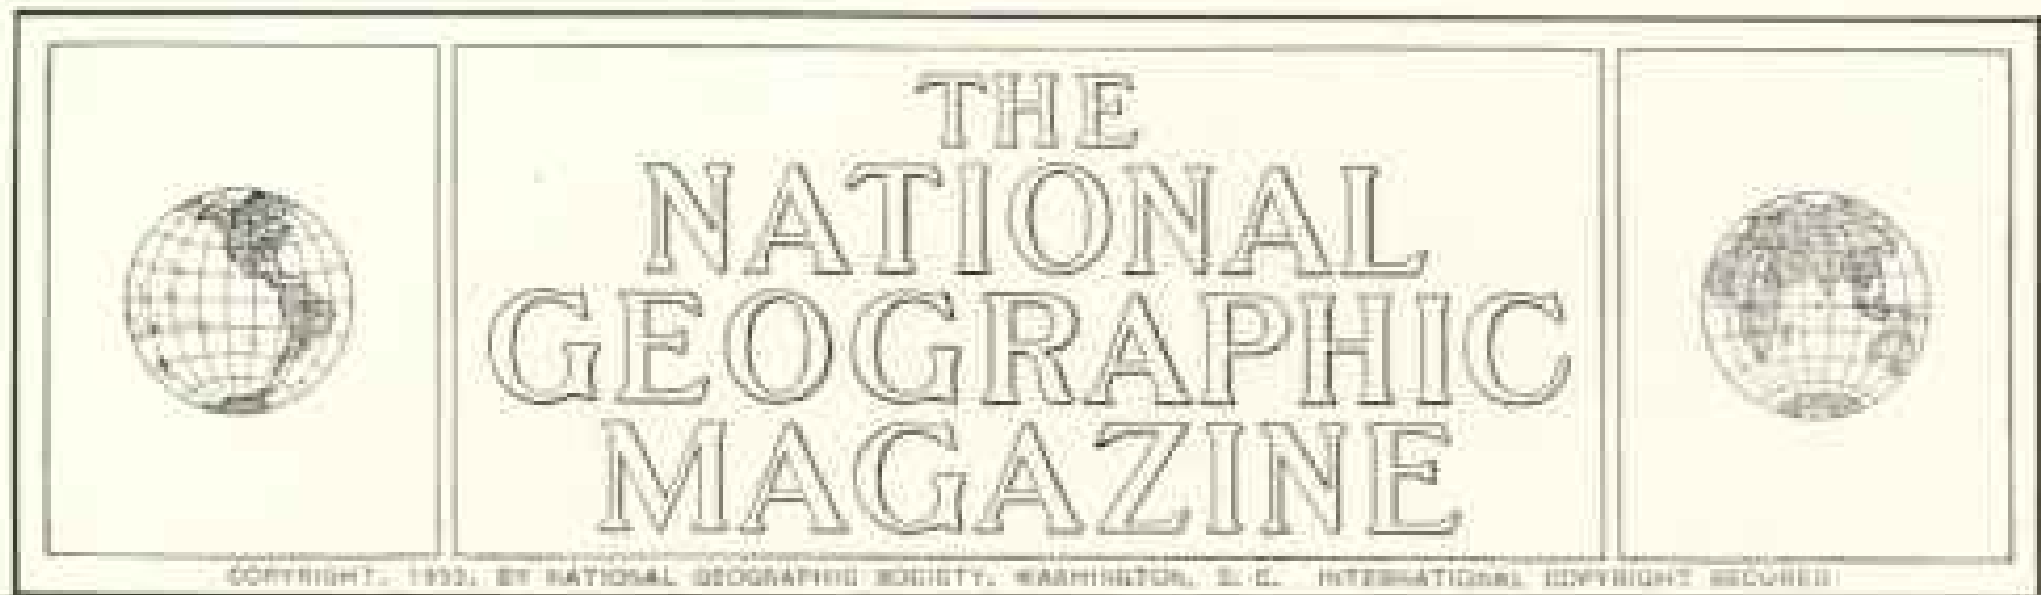 THE
NATIONAL
GEOGRAPHIC
MAGAZINE
COPYRIGHT, BY NATIONAL GEOGRAPHIC SOCIETY, WASHINGTON, D. C. INTERNATIONAL COPYRIGHT SECURED